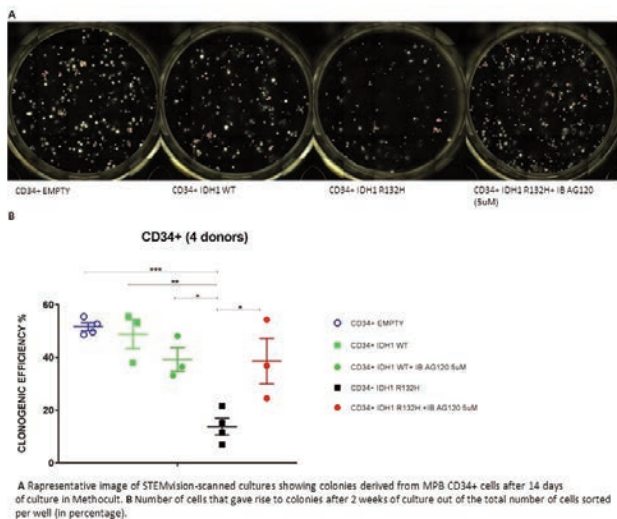 A
CD34+ EMPTY
CD34+ IDH1 WT
CD34+ IDH1 R132H
CD34+ IDH1 R132H+ IB AG120
(5uM)
B
CD34+ (4 donors)
***
**
*
*
CLONOGENIC EFFICIENCY %
60
40
20
0
CD34+ EMPTY
CD34+ IDH1 WT
CD34+ IDH1 WT+ IB AG120 5uM
CD34+ IDH1 R132H
CD34+ IDH1 R132H +IB AG120 5uM
A Rapresentative image of STEMvision-scanned cultures showing colonies derived from MPB CD34+ cells after 14 days
of culture in Methocult. B Number of cells that gave rise to colonies after 2 weeks of culture out of the total number of cells sorted
per well (in percentage).